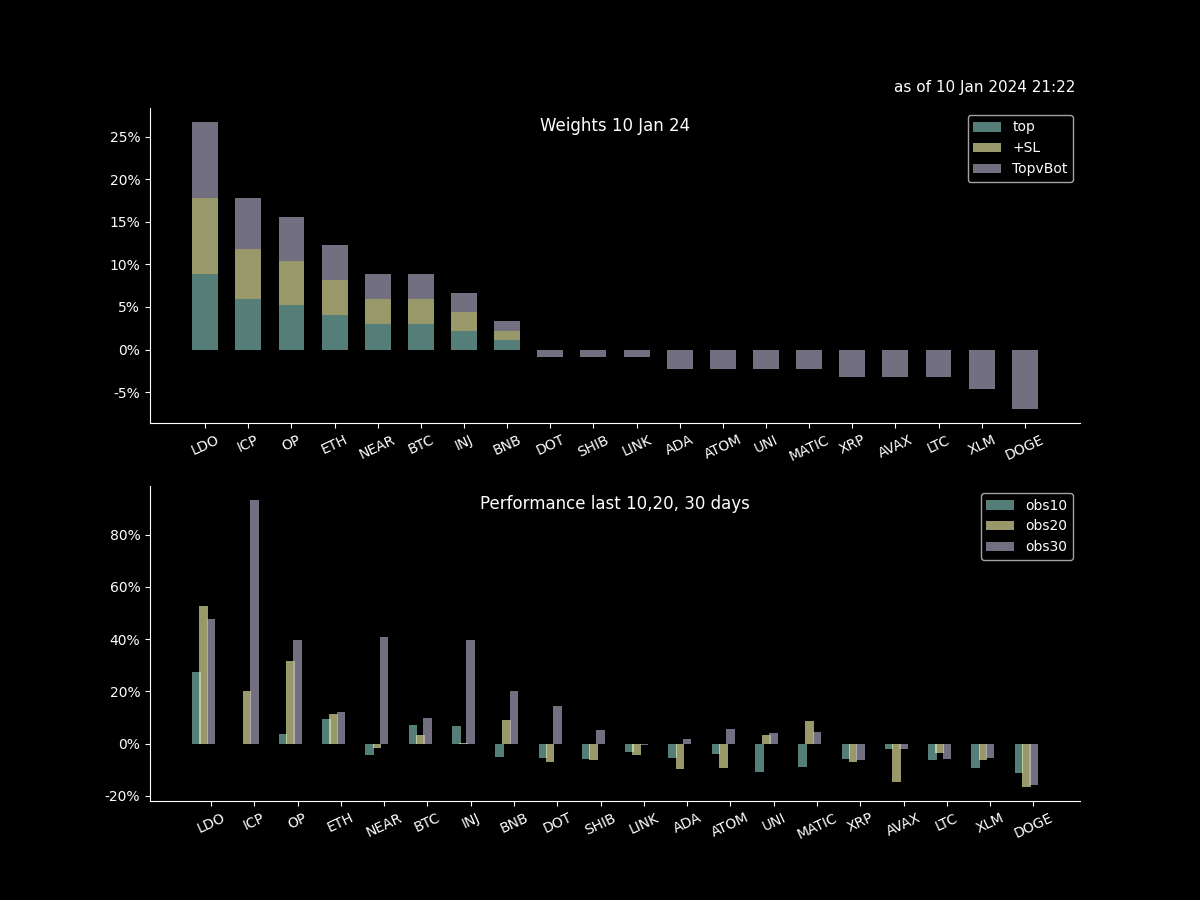 as of 10 Jan 2024 21:22
Weights 10 Jan 24
top
+SL
TopvBot
25%
20%
15%
10%
5%
0%
-5%
LDO ICP OP ETH NEAR BTC INJ BNB DOT SHIB LINK ADA ATOM UNI MATIC XRP AVAX LTC XLM DOGE
Performance last 10,20, 30 days
obs10
obs20
obs30
80%
60%
40%
20%
0%
-20%
LDO ICP OP ETH NEAR BTC INJ BNB DOT SHIB LINK ADA ATOM UNI MATIC XRP AVAX LTC XLM DOGE